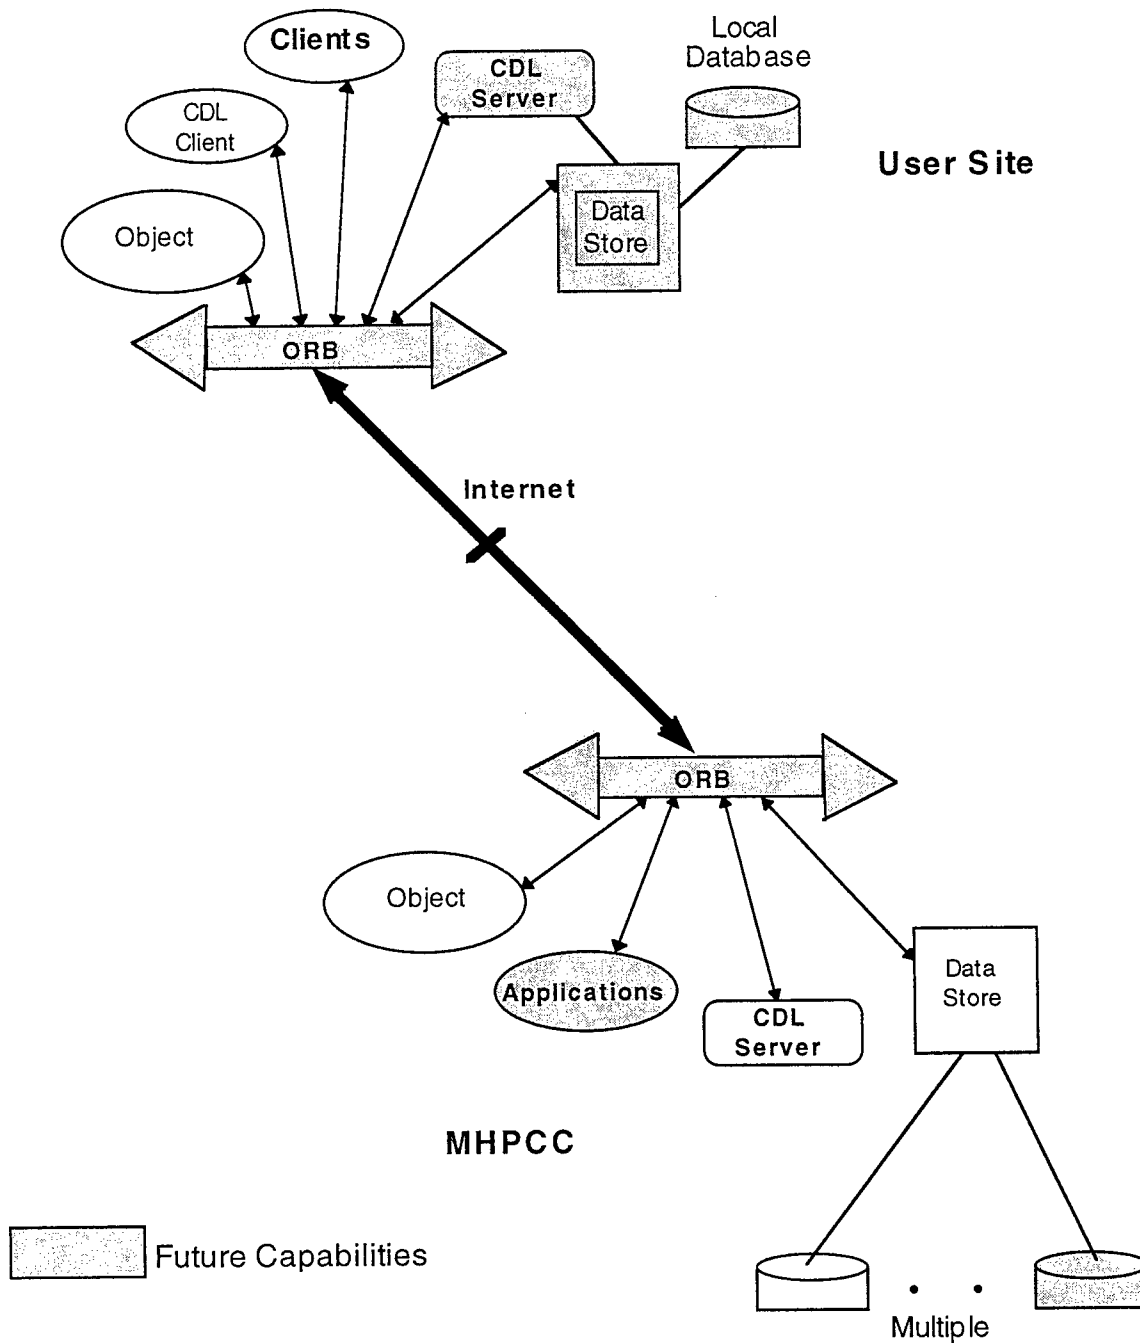 Clients
CDL
Server
Local
Database
CDL
Client
User Site
Object
Data
Store
ORB
Internet
ORB
Object
Applications
CDL
Server
Data
Store
MHPCC
Future Capabilities
Multiple